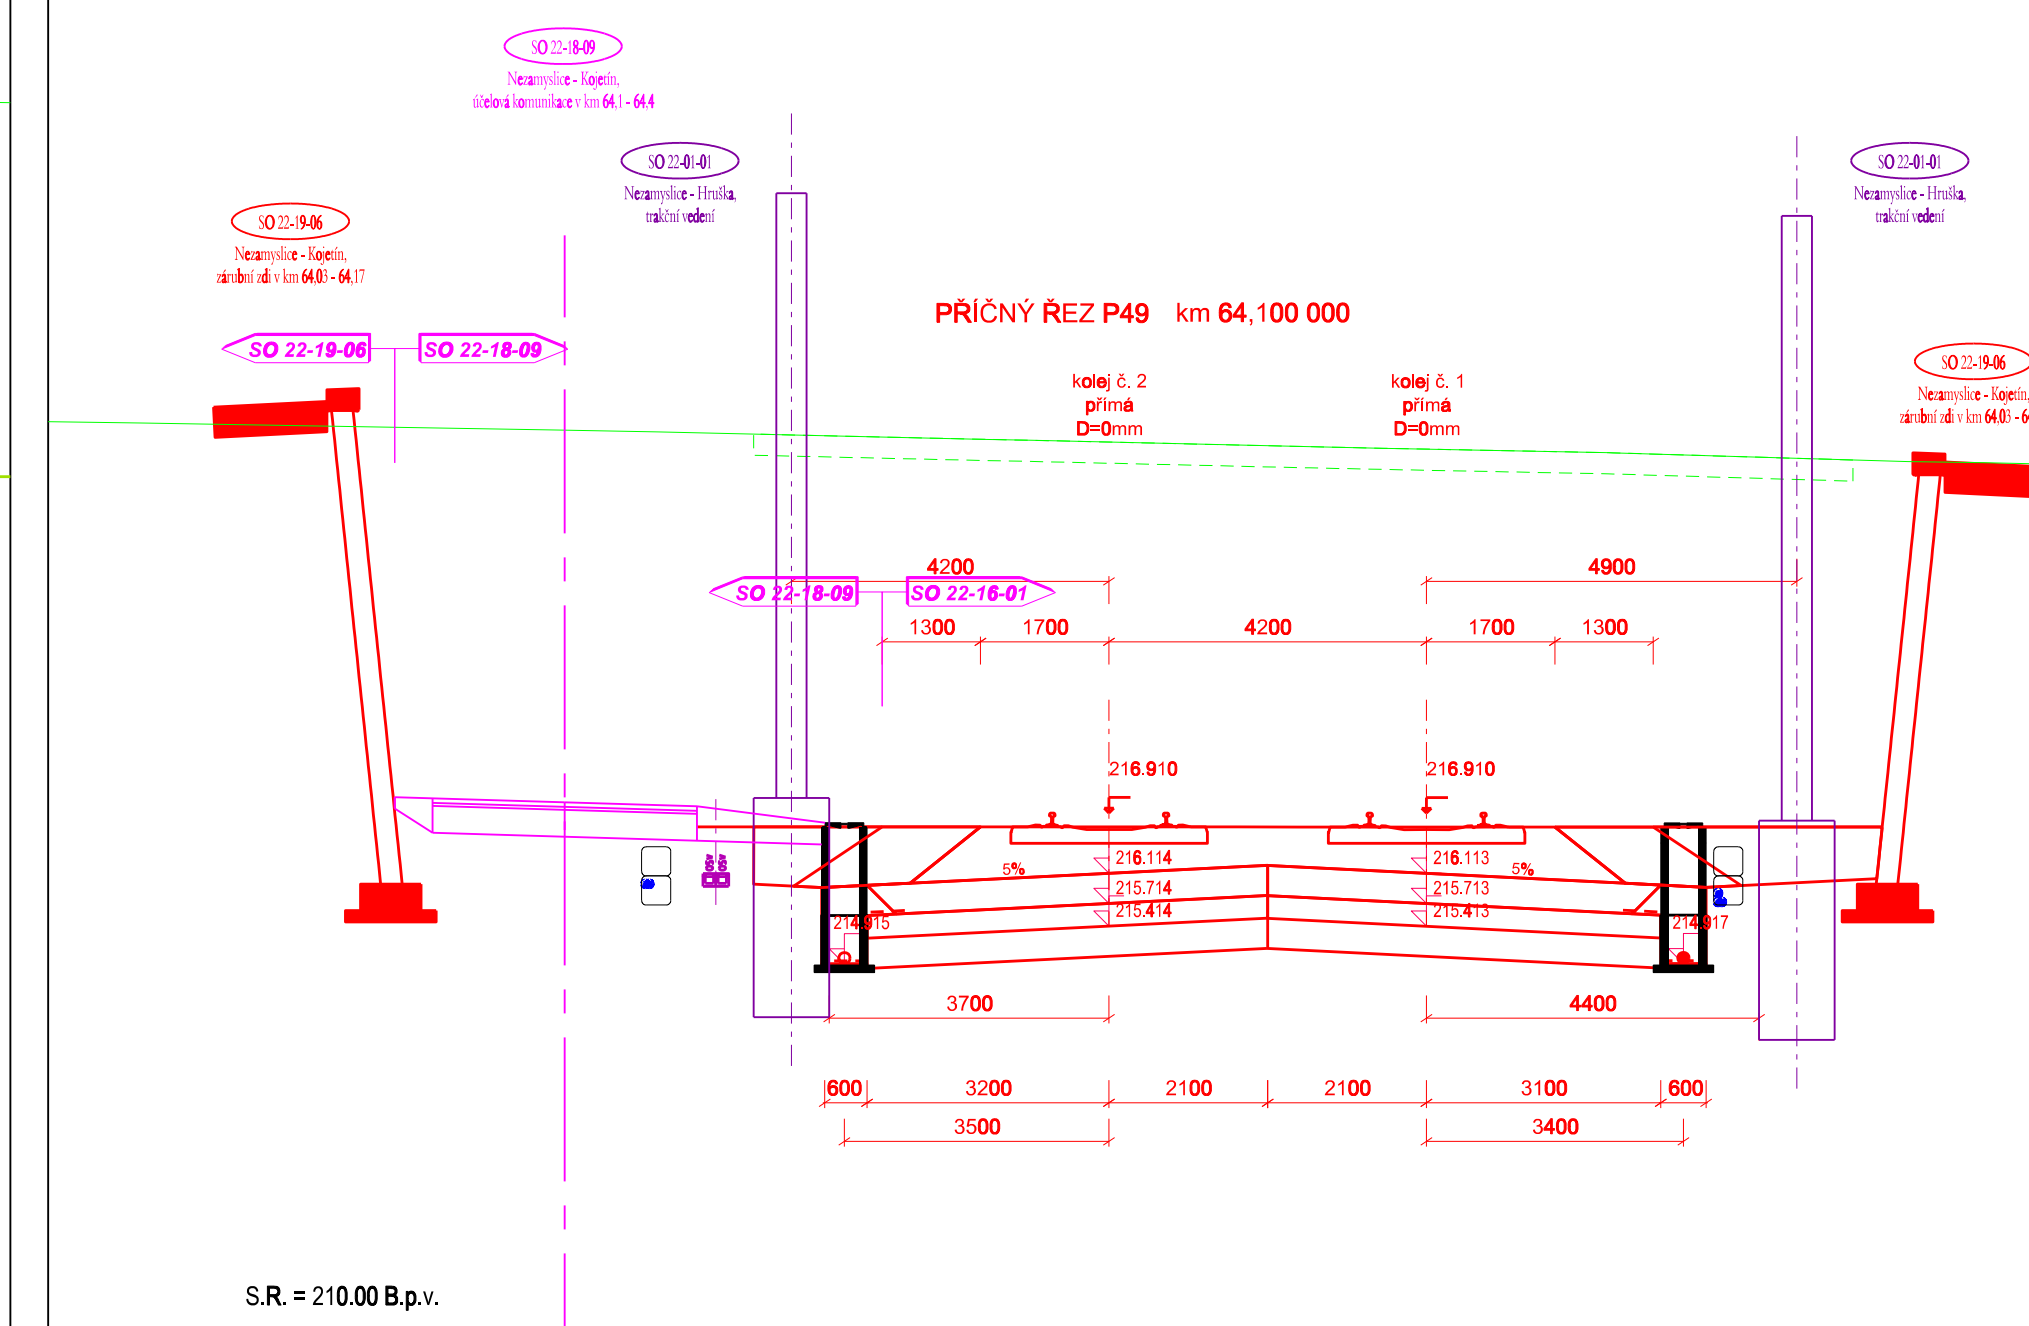 SO 22-18-09
Nezamyslice - Kojetín,
účelová komunikace v km 64,1 - 64,4
SO 22-01-01
Nezamyslice - Hruška,
trakční vedení
SO 22-01-01
Nezamyslice - Hruška,
trakční vedení
SO 22-19-06
Nezamyslice - Kojetín,
zárubní zdi v km 64,03 - 64,17
PŘÍČNÝ ŘEZ P49 km 64,100 000
SO 22-19-06
SO 22-18-09
SO 22-19-06
Nezamyslice - Kojetín,
zárubní zdi v km 64,03 - 6
kolej č. 2
přímá
D=0mm
kolej č. 1
přímá
D=0mm
4200
4900
SO 22-18-09
SO 22-16-01
1300
1700
4200
1700
1300
216.910
216.910
216.114
216.113
5%
5%
215.714
215.713
215.414
215.413
214.915
214.917
3700
4400
600
3200
2100
2100
3100
600
3500
3400
S.R. = 210.00 B.p.v.